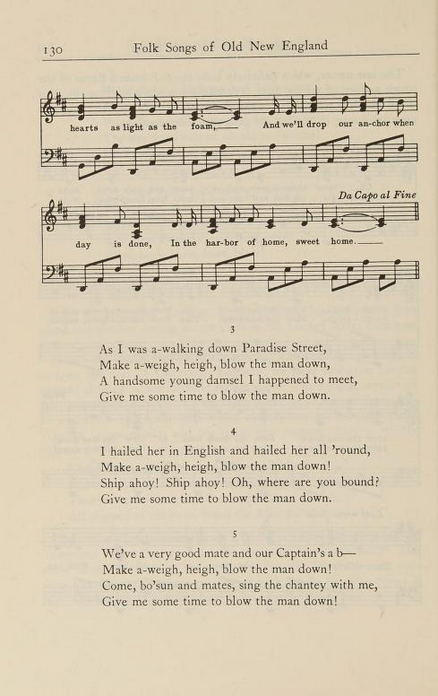 130 Folk Songs of Old New England
hearts as light as the foam, And we'll drop our an-chor when
Da Capo al Fine
day is done, In the har-bor of home, sweet home.
3
As I was a-walking down Paradise Street,
Make a-weigh, heigh, blow the man down,
A handsome young damsel I happened to meet,
Give me some time to blow the man down.
4
I hailed her in English and hailed her all 'round,
Make a-weigh, heigh, blow the man down!
Ship ahoy! Ship ahoy! Oh, where are you bound?
Give me some time to blow the man down.
5
We've a very good mate and our Captain's a b—
Make a-weigh, heigh, blow the man down!
Come, bo'sun and mates, sing the chantey with me,
Give me some time to blow the man down!